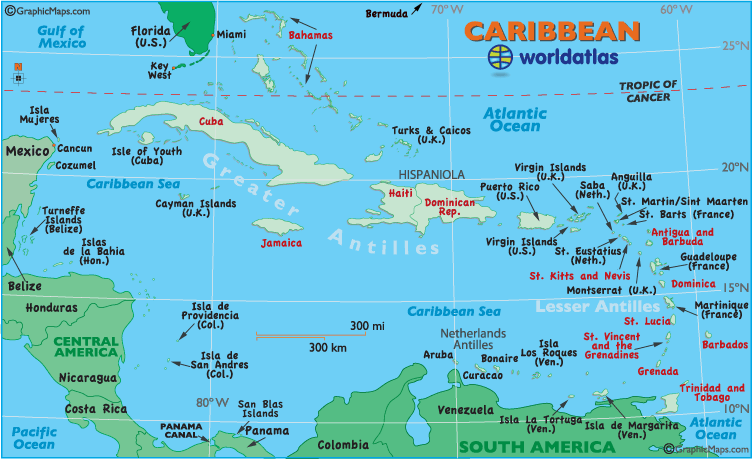 ©GraphicMaps.com
Bermuda
70°W
60°W
Gulf of
Mexico
Florida
(U.S.)
Miami
Bahamas
CARIBBEAN
worldatlas
25°N
Key
West
TROPIC OF
CANCER
Isla
Mujeres
Cuba
Atlantic
Ocean
Mexico
Cancun
Cozumel
Isle of Youth
(Cuba)
Turks & Caicos
(U.K.)
20°N
Caribbean Sea
Greater
Antilles
HISPANIOLA
Haiti
Dominican
Rep.
Puerto Rico
(U.S.)
Virgin Islands
(U.K.)
Saba
(Neth.)
Anguilla
(U.K.)
St. Martin/Sint Maarten
St. Barts (France)
Turneffe
Islands
(Belize)
Cayman Islands
(U.K.)
Jamaica
Virgin Islands
(U.S.)
St. Eustatius
(Neth.)
Antigua and
Barbuda
Islas
de la Bahia
(Hon.)
St. Kitts and Nevis
Montserrat (U.K.)
Guadeloupe
(France)
Belize
Dominica
15°N
Honduras
Lesser Antilles
Martinique
(France)
Isla de
Providencia
(Col.)
Caribbean Sea
St. Lucia
300 mi
300 km
Netherlands
Antilles
St. Vincent
and the
Grenadines
Barbados
CENTRAL
AMERICA
Isla de
San Andres
(Col.)
Aruba
Bonaire
Curacao
Isla
Los Roques
(Ven.)
Grenada
Nicaragua
Trinidad and
Tobago
Costa Rica
80°W
San Blas
Islands
Venezuela
10°N
Pacific
Ocean
PANAMA
CANAL
Panama
Colombia
Isla La Tortuga
(Ven.)
Isla de Margarita
(Ven.)
Atlantic
Ocean
SOUTH AMERICA
©GraphicMaps.com